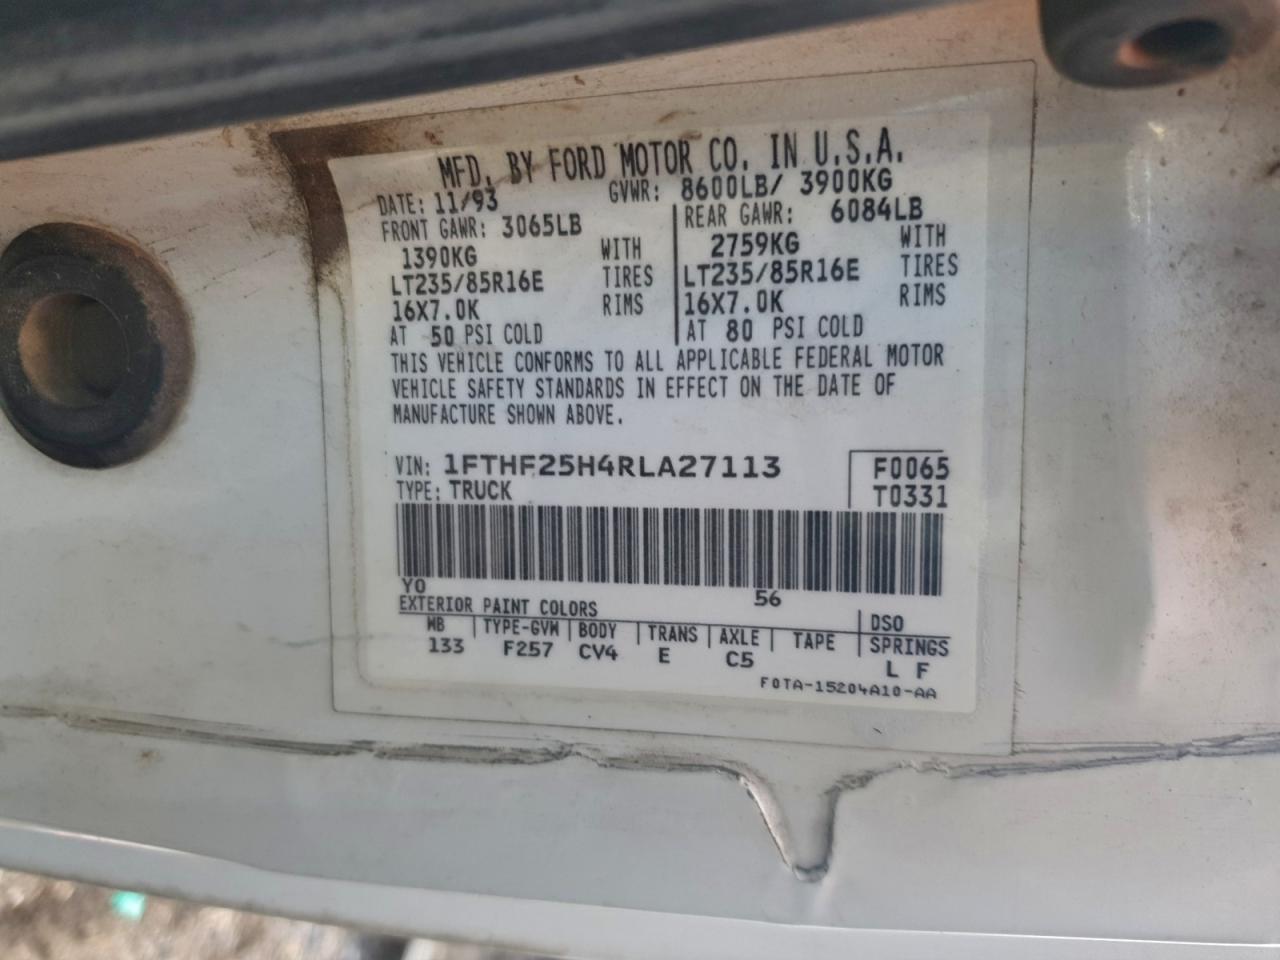 MFD. BY FORD MOTOR CO. IN U.S.A.
DATE: 11/93 GVWR: 8600LB/ 3900KG
FRONT GAWR: 3065LB REAR GAWR: 6084LB
1390KG WITH 2759KG WITH
LT235/85R16E TIRES LT235/85R16E TIRES
16X7.0K RIMS 16X7.0K RIMS
AT 50 PSI COLD AT 80 PSI COLD
THIS VEHICLE CONFORMS TO ALL APPLICABLE FEDERAL MOTOR
VEHICLE SAFETY STANDARDS IN EFFECT ON THE DATE OF
MANUFACTURE SHOWN ABOVE.
VIN: 1FTHF25H4RLA27113 F0065
TYPE: TRUCK T0331
YO 56
EXTERIOR PAINT COLORS DSO
WB TYPE-GVW BODY TRANS AXLE TAPE SPRINGS
133 F257 CV4 E C5 L F
F0TA-15204A10-AA